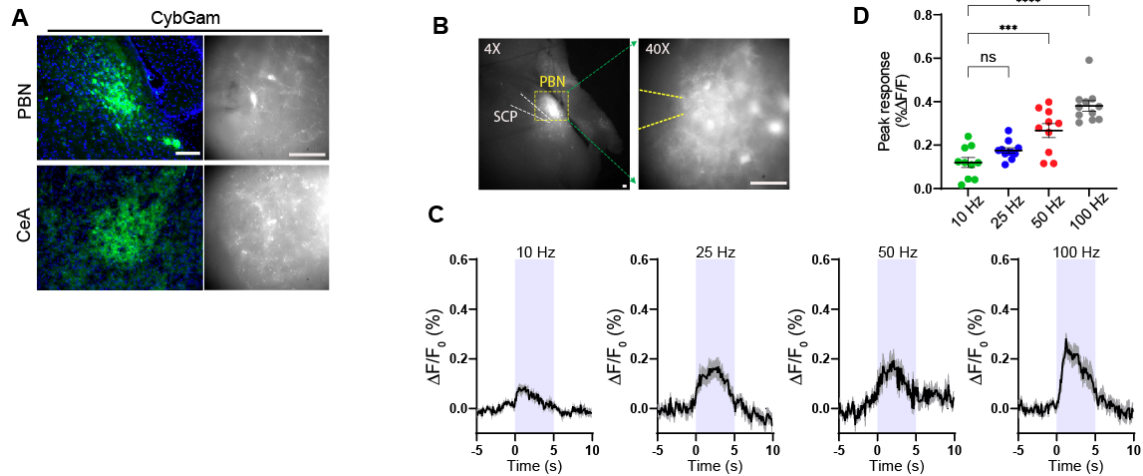 A
CybGam
PBN
CeA
B
4X
PBN
SCP
40X
C
10 Hz
ΔF/F0 (%)
0.6
0.4
0.2
0.0
-5 0 5 10
Time (s)
25 Hz
ΔF/F0 (%)
0.6
0.4
0.2
0.0
-5 0 5 10
Time (s)
50 Hz
ΔF/F0 (%)
0.6
0.4
0.2
0.0
-5 0 5 10
Time (s)
100 Hz
ΔF/F0 (%)
0.6
0.4
0.2
0.0
-5 0 5 10
Time (s)
D
***
ns
Peak response
(%ΔF/F)
0.8
0.6
0.4
0.2
0.0
10 Hz
25 Hz
50 Hz
100 Hz